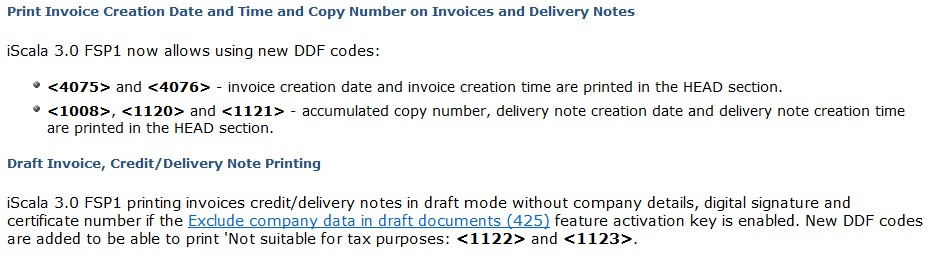 Print Invoice Creation Date and Time and Copy Number on Invoices and Delivery Notes
iScala 3.0 FSP1 now allows using new DDF codes:
• <4075> and <4076> - invoice creation date and invoice creation time are printed in the HEAD section.
• <1008>, <1120> and <1121> - accumulated copy number, delivery note creation date and delivery note creation time
are printed in the HEAD section.
Draft Invoice, Credit/Delivery Note Printing
iScala 3.0 FSP1 printing invoices credit/delivery notes in draft mode without company details, digital signature and
certificate number if the Exclude company data in draft documents (425) feature activation key is enabled. New DDF codes
are added to be able to print 'Not suitable for tax purposes: <1122> and <1123>.